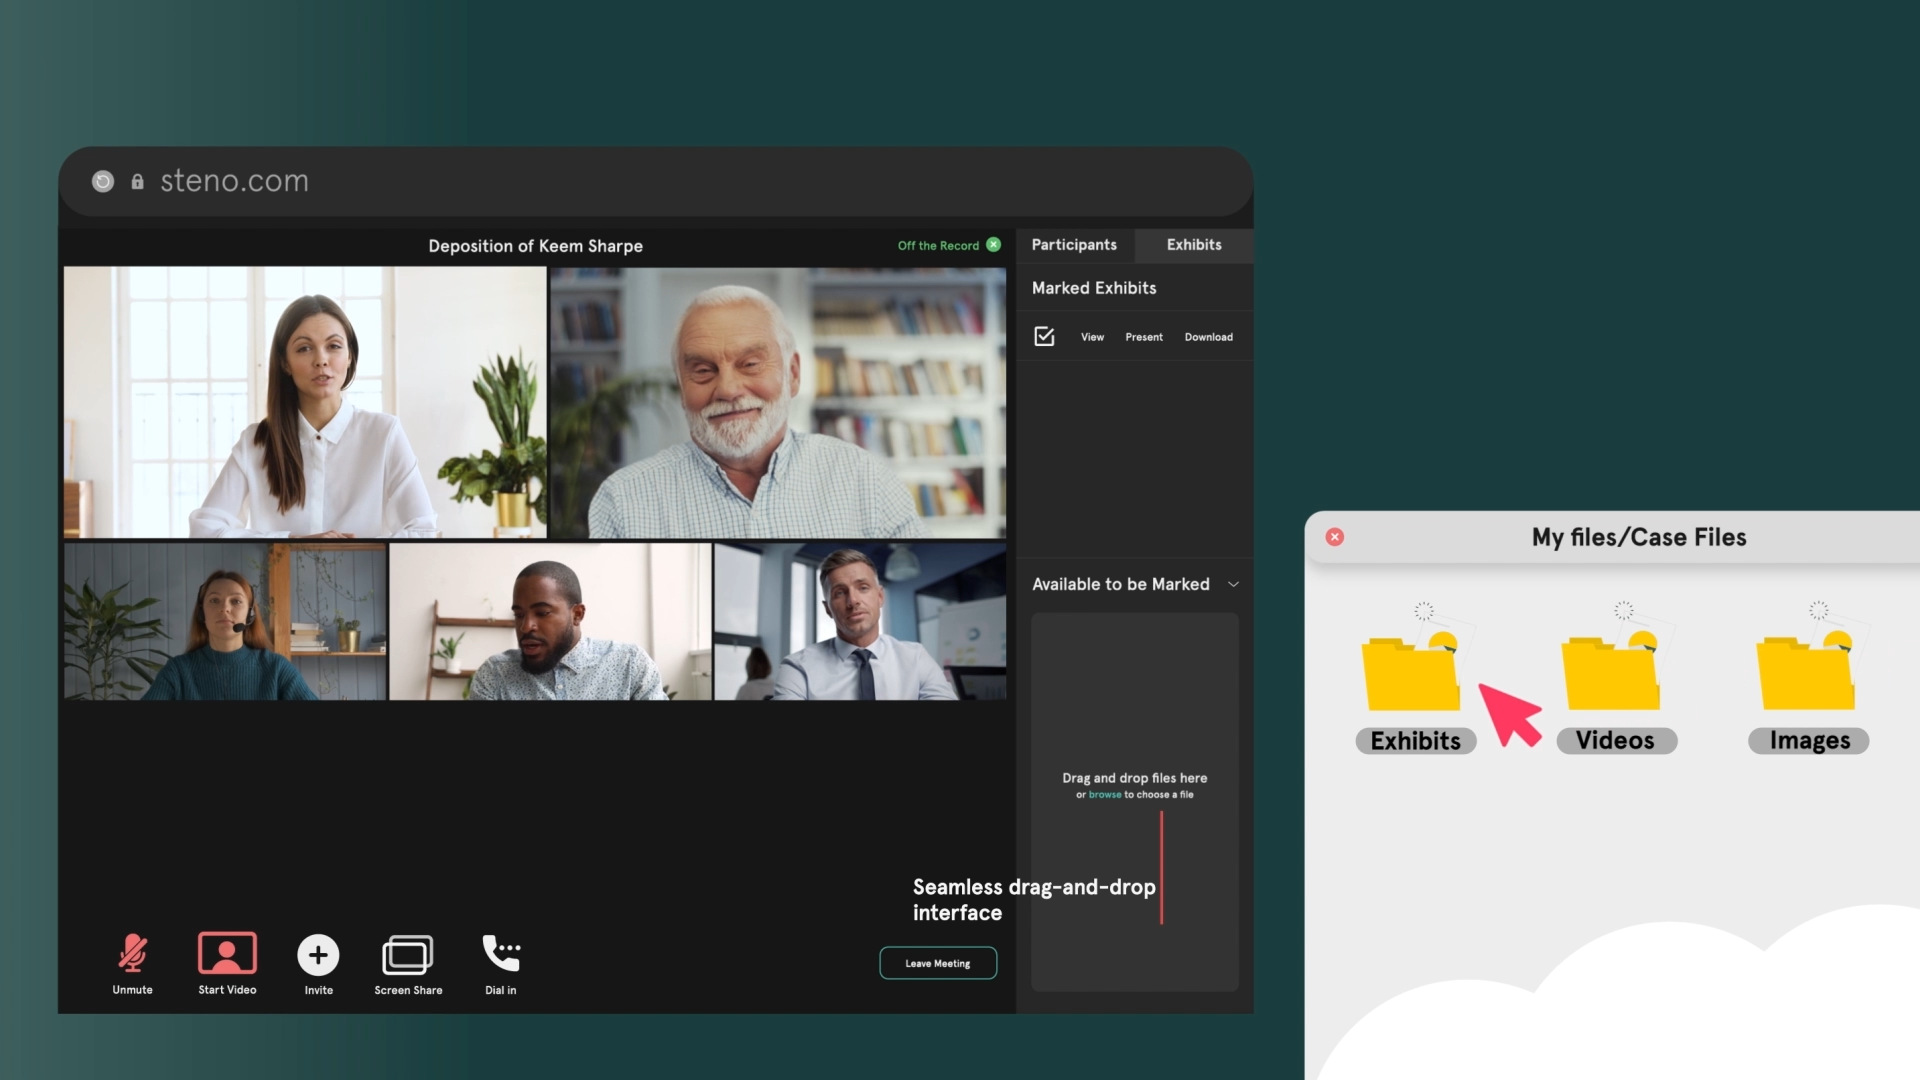 steno.com
Deposition of Keem Sharpe
Off the Record
Participants
Exhibits
Marked Exhibits
View
Present
Download
Available to be Marked
Drag and drop files here
or browse to choose a file
Seamless drag-and-drop
interface
Unmute
Start Video
Invite
Screen Share
Dial in
Leave Meeting
My files/Case Files
Exhibits
Videos
Images